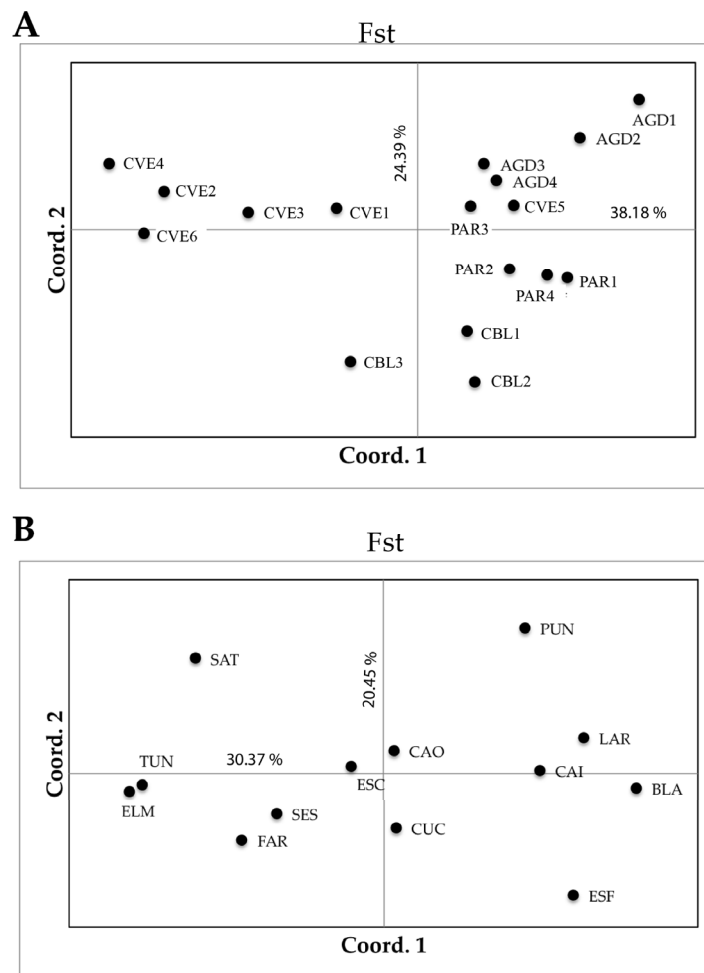 A
Fst
AGD1
AGD2
24.39 %
CVE4
AGD3
AGD4
CVE2
CVE3
CVE1
CVE5
38.18 %
PAR3
CVE6
Coord. 2
PAR2
PAR4
PAR1
CBL1
CBL3
CBL2
Coord. 1
B
Fst
PUN
SAT
20.45 %
LAR
CAO
TUN
30.37 %
CAI
ESC
BLA
Coord. 2
ELM
SES
CUC
FAR
ESF
Coord. 1